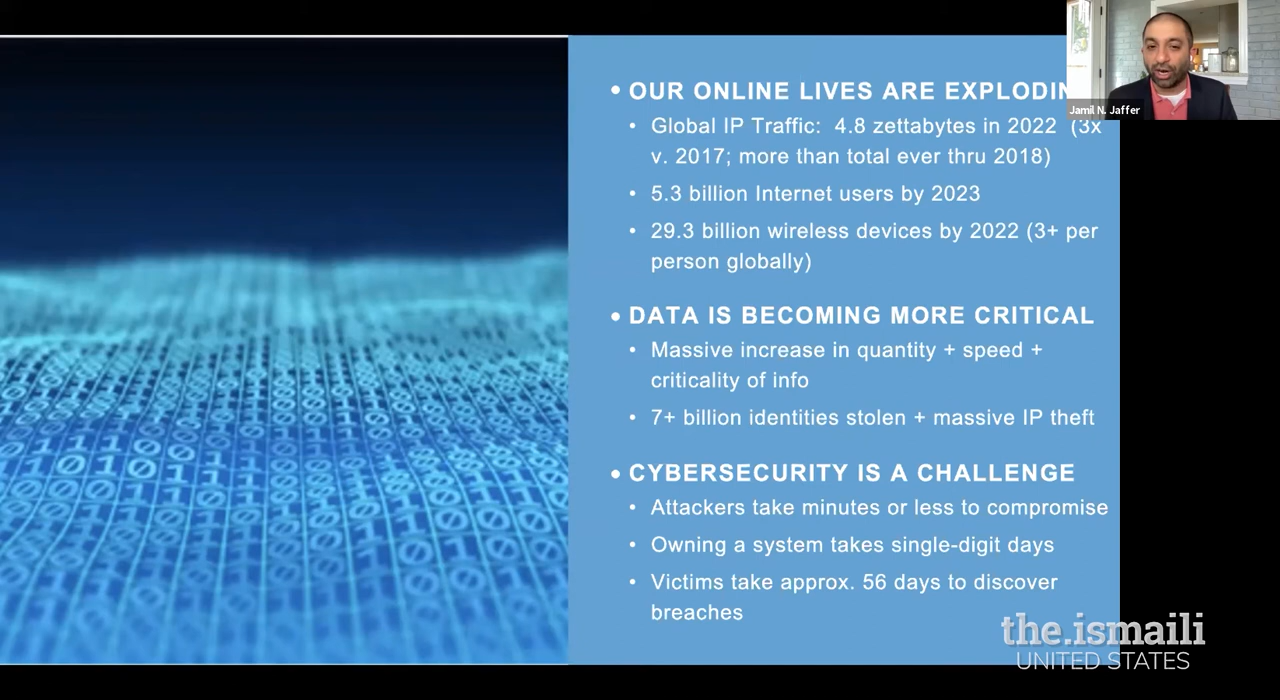 OUR ONLINE LIVES ARE EXPLODIN
Jamil N. Jaffer
Global IP Traffic: 4.8 zettabytes in 2022 (3x
v. 2017; more than total ever thru 2018)
5.3 billion Internet users by 2023
29.3 billion wireless devices by 2022 (3+ per
person globally)
DATA IS BECOMING MORE CRITICAL
Massive increase in quantity + speed +
criticality of info
7+ billion identities stolen + massive IP theft
CYBERSECURITY IS A CHALLENGE
Attackers take minutes or less to compromise
Owning a system takes single-digit days
Victims take approx. 56 days to discover
breaches
the.ismaili
UNITED STATES